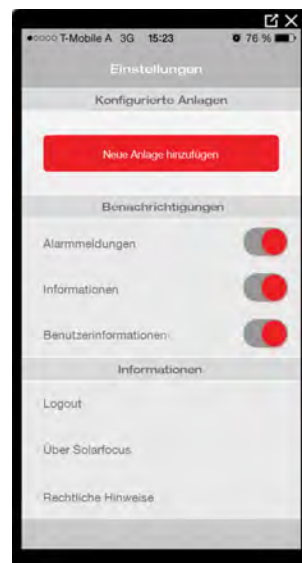 T-Mobile A 3G 15:23 76 %
Einstellungen
Konfigurierte Anlagen
Neue Anlage hinzufügen
Benachrichtigungen
Alarmmeldungen
Informationen
Benutzerinformationen
Informationen
Logout
Über Solarfocus
Rechtliche Hinweise